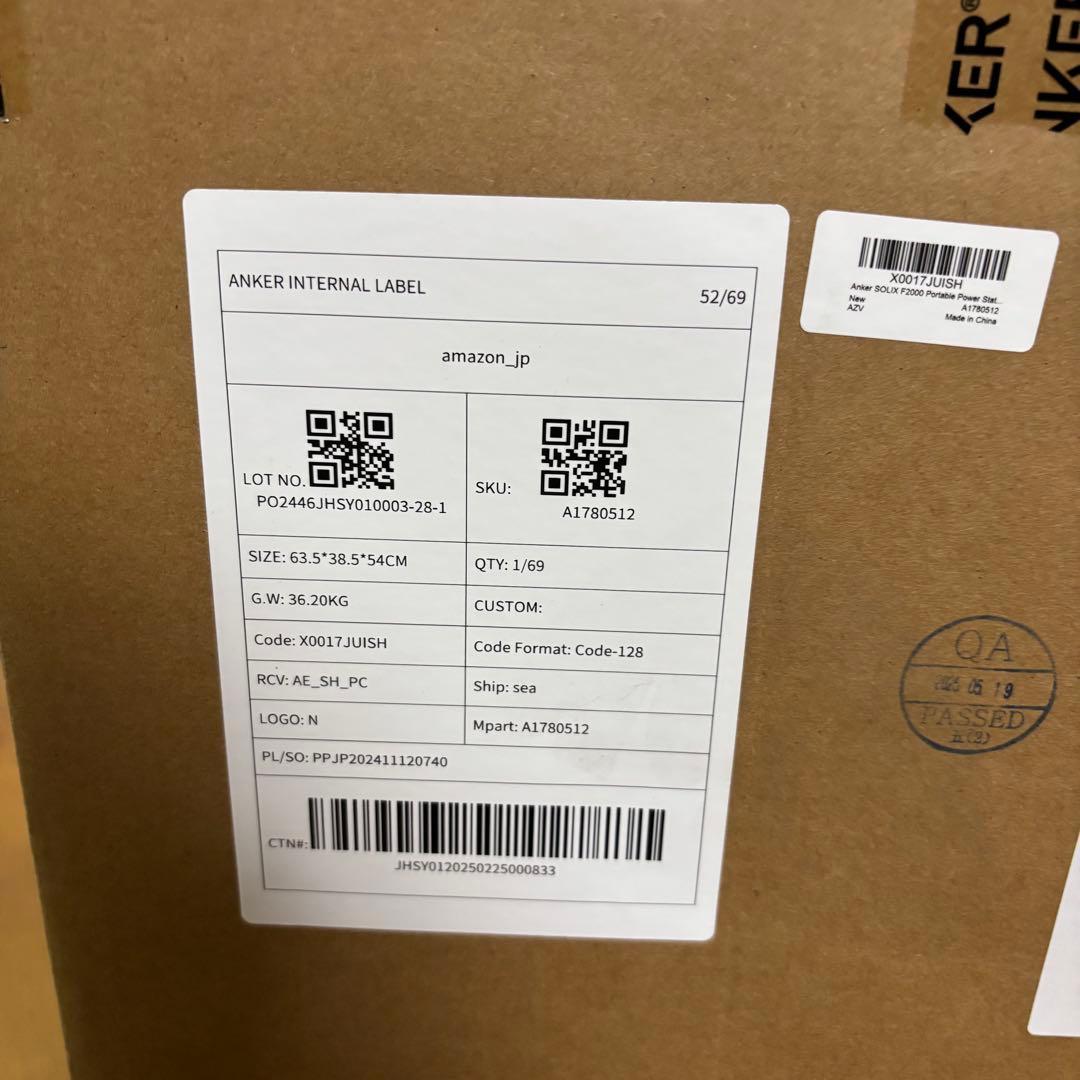 KER®
NKE
ANKER INTERNAL LABEL
52/69
amazon_jp
LOT NO.
PO2446JHSY010003-28-1
SKU:
A1780512
SIZE: 63.5*38.5*54CM
QTY: 1/69
G.W: 36.20KG
CUSTOM:
Code: X0017JUISH
Code Format: Code-128
RCV: AE_SH_PC
Ship: sea
LOGO: N
Mpart: A1780512
PL/SO: PPJP202411120740
CTN#:
JHSY0120250225000833
X0017JUISH
Anker SOLIX F2000 Portable Power Stat...
New
A1780512
AZV
Made in China
QA
05 19
PASSED